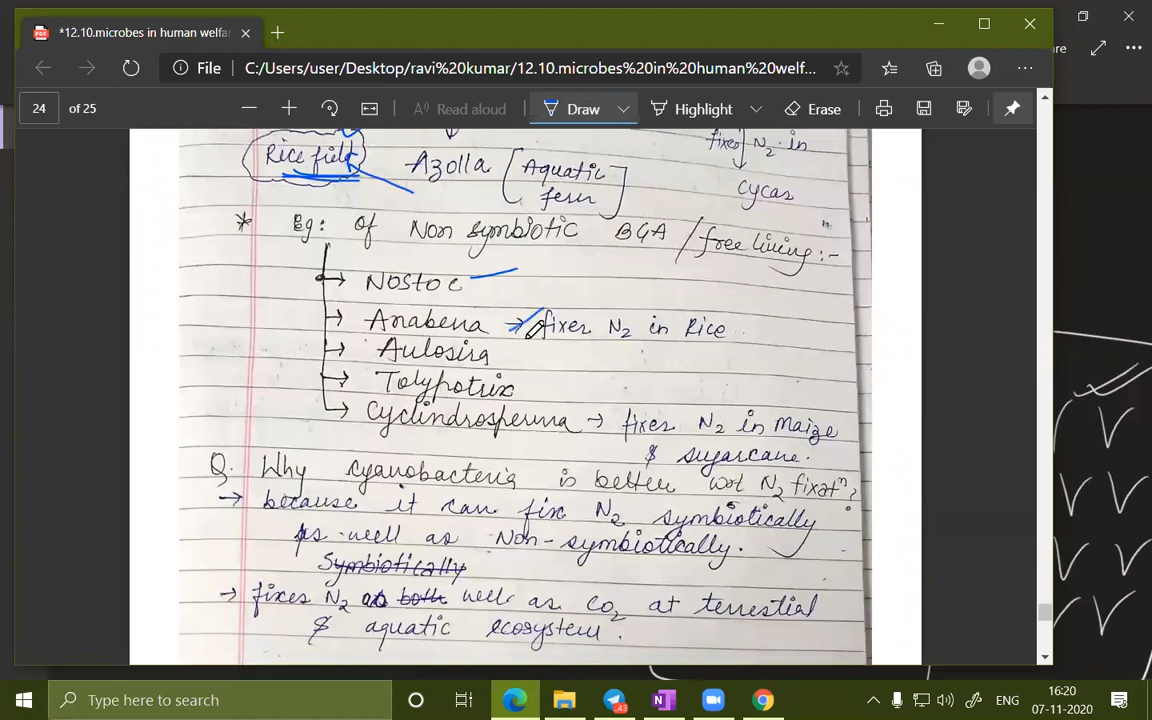 *12.10.microbes in human welfar
re
File C:/Users/user/Desktop/ravi%20kumar/12.10.microbes%20in%20human%20welf...
24 of 25 Read aloud Draw Highlight Erase
fixes N2 in
Rice field Azolla [Aquatic fern]
cycas
* Eg: Of Non symbiotic BGA / free living :-
→ NOSTOC
→ Anabena → fixes N2 in Rice
→ Aulosira
→ Tolypotrix
→ Cyclindrosperma → fixes N2 in maize
$ sugarcane.
Q. Why cyanobacteria is better wrt N2 fixatn?
→ because it can fix N2 symbiotically
As well as Non-symbiotically.
Symbiotically
→ fixes N2 as both well as CO2 at terrestial
$ aquatic ecosystem.
Type here to search
43
ENG
16:20
07-11-2020